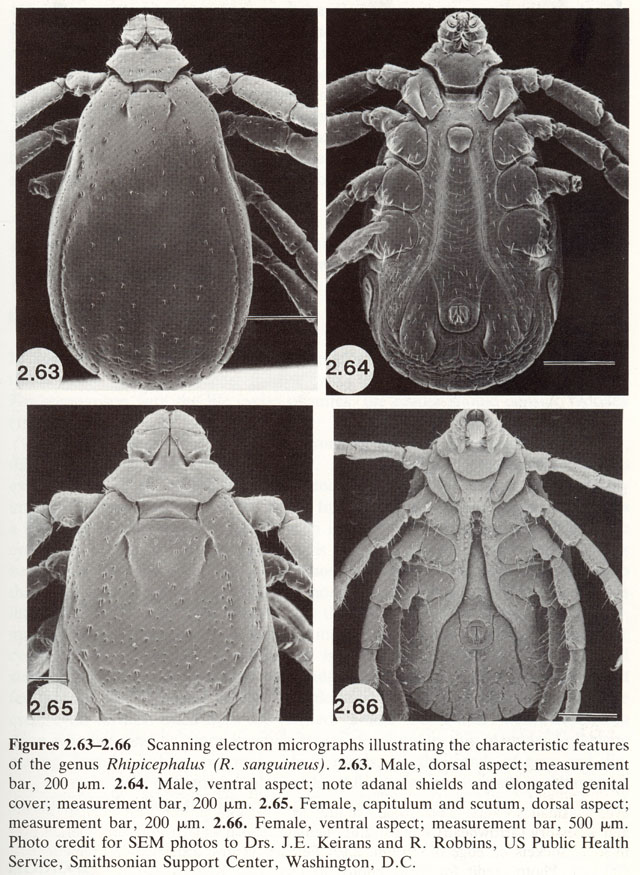 2.63
2.64
2.65
2.66
Figures 2.63–2.66 Scanning electron micrographs illustrating the characteristic features
of the genus Rhipicephalus (R. sanguineus). 2.63. Male, dorsal aspect; measurement
bar, 200 μm. 2.64. Male, ventral aspect; note adanal shields and elongated genital
cover; measurement bar, 200 μm. 2.65. Female, capitulum and scutum, dorsal aspect;
measurement bar, 200 μm. 2.66. Female, ventral aspect; measurement bar, 500 μm.
Photo credit for SEM photos to Drs. J.E. Keirans and R. Robbins, US Public Health
Service, Smithsonian Support Center, Washington, D.C.